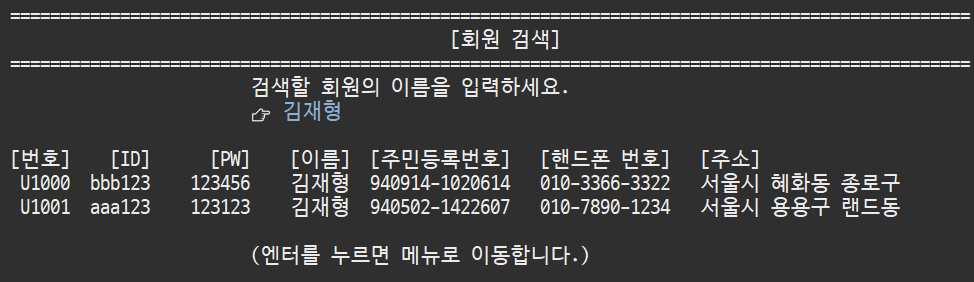 ================================================================================================
[회원 검색]
================================================================================================
검색할 회원의 이름을 입력하세요.
☞ 김재형
[번호] [ID] [PW] [이름] [주민등록번호] [핸드폰 번호] [주소]
U1000 bbb123 123456 김재형 940914-1020614 010-3366-3322 서울시 혜화동 종로구
U1001 aaa123 123123 김재형 940502-1422607 010-7890-1234 서울시 용용구 랜드동
(엔터를 누르면 메뉴로 이동합니다.)